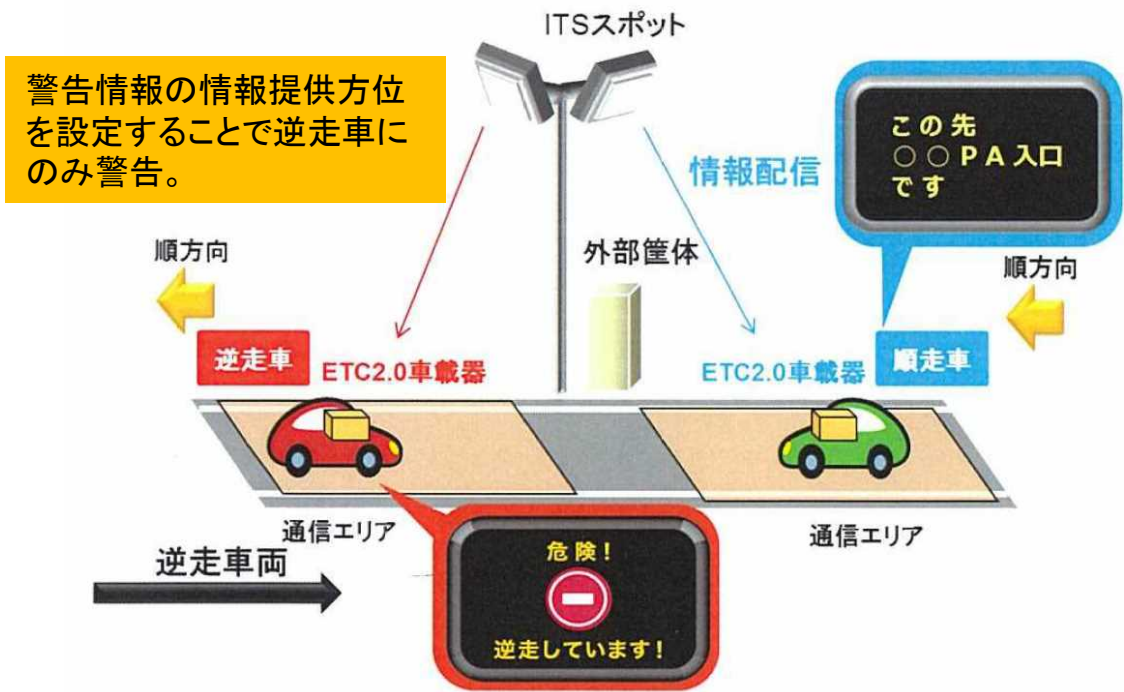 ITSスポット
警告情報の情報提供方位
を設定することで逆走車に
のみ警告。
この先
○○PA入口
です
情報配信
順方向
外部筐体
順方向
逆走車
ETC2.0車載器
ETC2.0車載器
順走車
通信エリア
通信エリア
逆走車両
危険！
逆走しています！